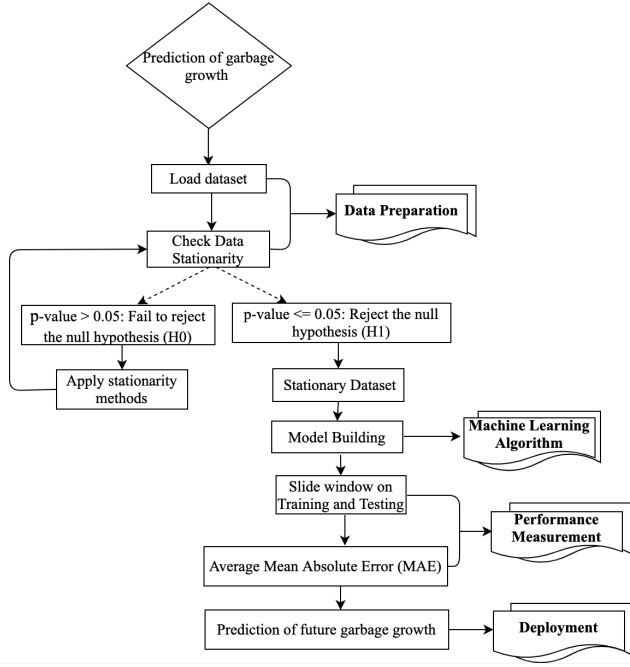 Prediction of garbage
growth
Load dataset
Data Preparation
Check Data
Stationarity
p-value > 0.05: Fail to reject
the null hypothesis (H0)
p-value <= 0.05: Reject the null
hypothesis (H1)
Apply stationarity
methods
Stationary Dataset
Model Building
Machine Learning
Algorithm
Slide window on
Training and Testing
Performance
Measurement
Average Mean Absolute Error (MAE)
Prediction of future garbage growth
Deployment